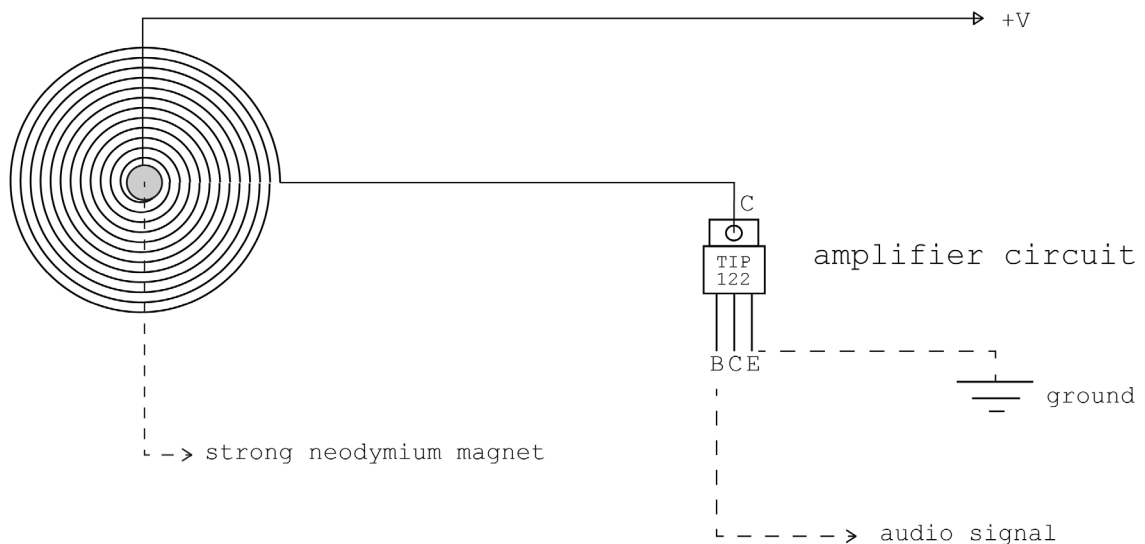 +V
C
TIP
122
amplifier circuit
BCE
ground
strong neodymium magnet
audio signal